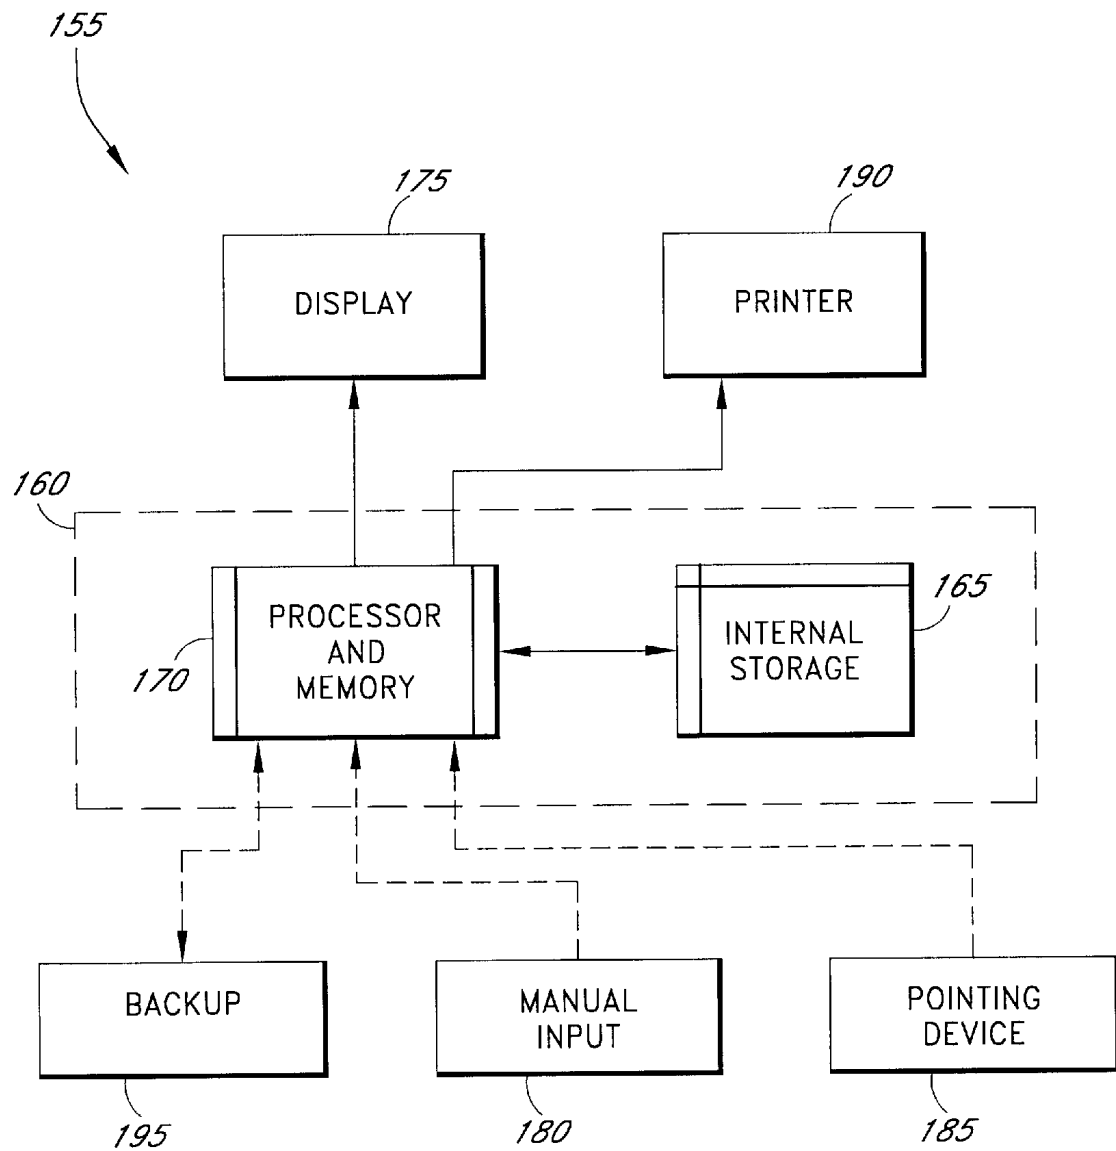 155
175
190
DISPLAY
PRINTER
160
165
PROCESSOR
AND
MEMORY
INTERNAL
STORAGE
170
BACKUP
MANUAL
INPUT
POINTING
DEVICE
195
180
185